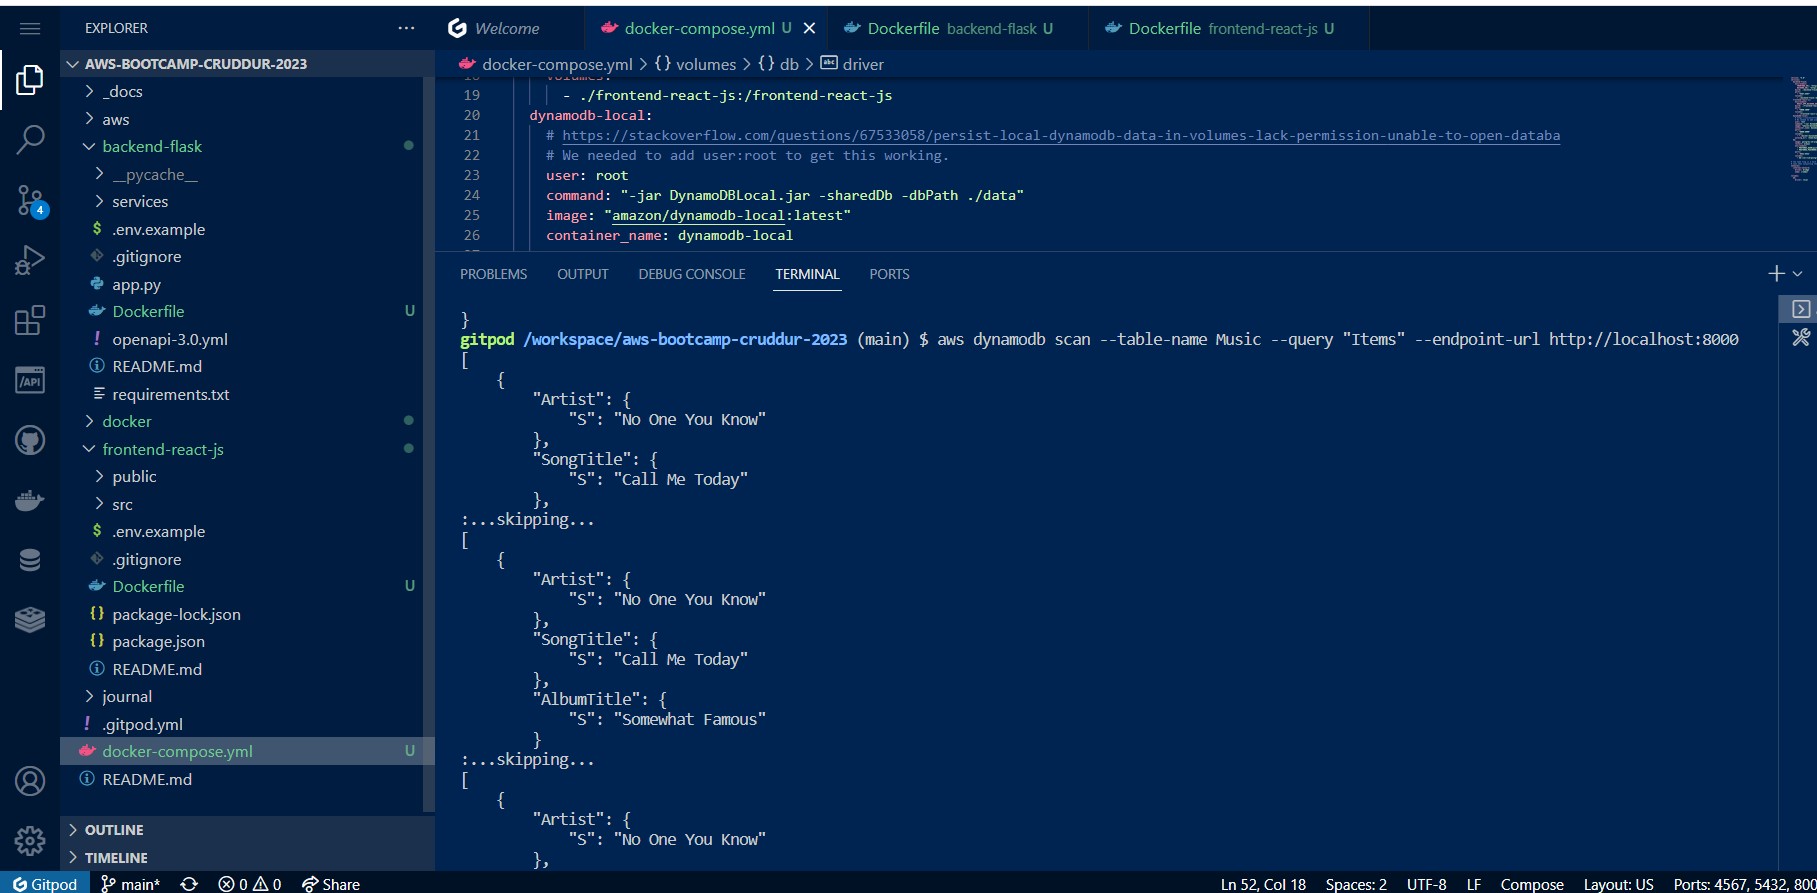 EXPLORER
AWS-BOOTCAMP-CRUDDUR-2023
_docs
aws
backend-flask
__pycache__
services
$ .env.example
.gitignore
app.py
Dockerfile U
! openapi-3.0.yml
README.md
requirements.txt
docker
frontend-react-js
public
src
$ .env.example
.gitignore
Dockerfile U
{} package-lock.json
{} package.json
README.md
journal
! .gitpod.yml
docker-compose.yml U
README.md
OUTLINE
TIMELINE
4
/API
Welcome
docker-compose.yml U
Dockerfile backend-flask U
Dockerfile frontend-react-js U
docker-compose.yml > {} volumes > {} db > abc driver
18 volumes:
19 - ./frontend-react-js:/frontend-react-js
20 dynamodb-local:
21 # https://stackoverflow.com/questions/67533058/persist-local-dynamodb-data-in-volumes-lack-permission-unable-to-open-databa
22 # We needed to add user:root to get this working.
23 user: root
24 command: "-jar DynamoDBLocal.jar -sharedDb -dbPath ./data"
25 image: "amazon/dynamodb-local:latest"
26 container_name: dynamodb-local
PROBLEMS OUTPUT DEBUG CONSOLE TERMINAL PORTS
}
gitpod /workspace/aws-bootcamp-cruddur-2023 (main) $ aws dynamodb scan --table-name Music --query "Items" --endpoint-url http://localhost:8000
[
{
"Artist": {
"S": "No One You Know"
},
"SongTitle": {
"S": "Call Me Today"
},
:...skipping...
[
{
"Artist": {
"S": "No One You Know"
},
"SongTitle": {
"S": "Call Me Today"
},
"AlbumTitle": {
"S": "Somewhat Famous"
}
:...skipping...
[
{
"Artist": {
"S": "No One You Know"
},
Gitpod main* 0 0 Share Ln 52, Col 18 Spaces: 2 UTF-8 LF Compose Layout: US Ports: 4567, 5432, 800